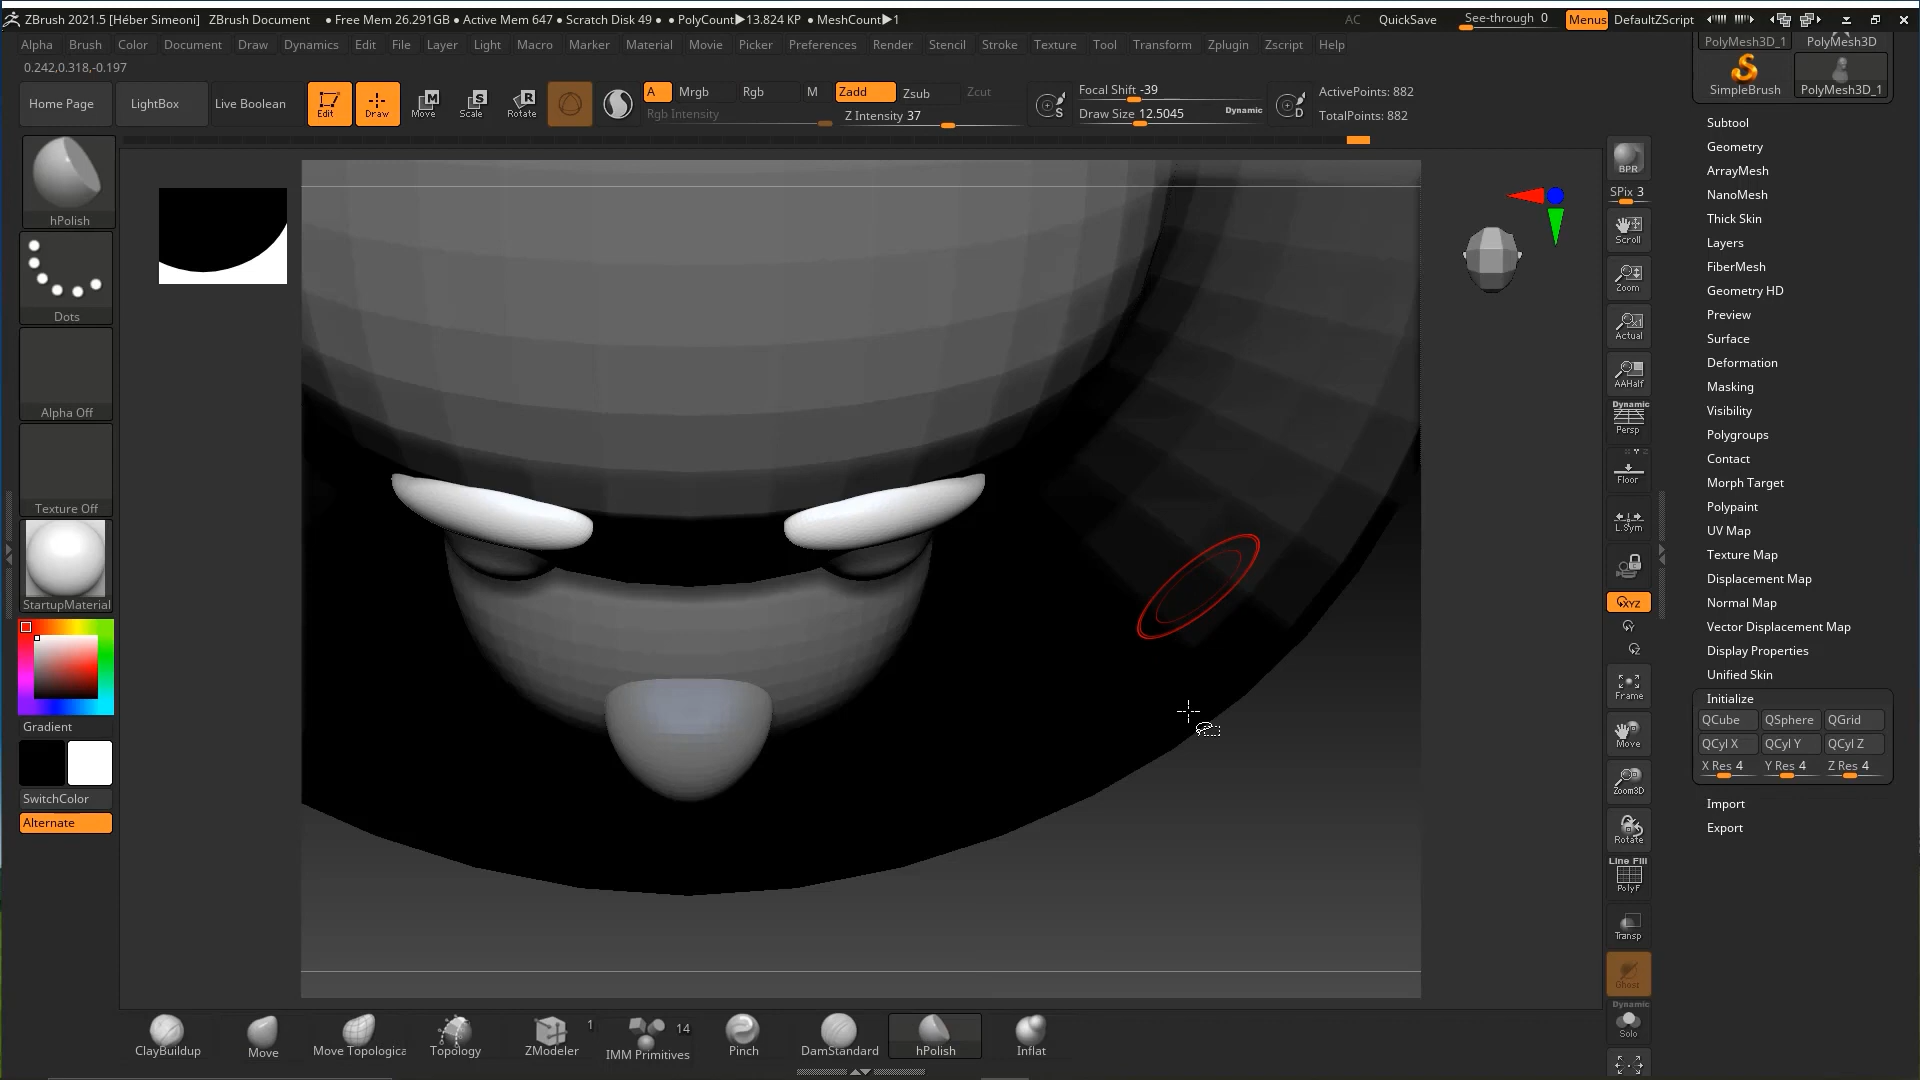 ZBrush 2021.5 [Héber Simeoni] ZBrush Document ● Free Mem 26.291GB ● Active Mem 647 ● Scratch Disk 49 ● ● PolyCount▶13.824 KP ● MeshCount▶1 AC QuickSave See-through 0 Menus DefaultZScript
Alpha Brush Color Document Draw Dynamics Edit File Layer Light Macro Marker Material Movie Picker Preferences Render Stencil Stroke Texture Tool Transform Zplugin Zscript Help
0.242,0.318,-0.197
Home Page LightBox Live Boolean Edit Draw Move Scale Rotate
M S R
A Mrgb Rgb M Zadd Zsub Zcut
Rgb Intensity Z Intensity 37
S Focal Shift -39
Draw Size 12.5045 Dynamic D
ActivePoints: 882
TotalPoints: 882
hPolish
Dots
Alpha Off
Texture Off
StartupMaterial
Gradient
SwitchColor
Alternate
BPR
SPix 3
Scroll
Zoom
Actual
AAHalf
Dynamic
Persp
Floor
L.Sym
XYZ
Y
Z
Frame
Move
Zoom3D
Rotate
Line Fill
PolyF
Transp
Ghost
Dynamic
Solo
PolyMesh3D_1 PolyMesh3D
SimpleBrush PolyMesh3D_1
Subtool
Geometry
ArrayMesh
NanoMesh
Thick Skin
Layers
FiberMesh
Geometry HD
Preview
Surface
Deformation
Masking
Visibility
Polygroups
Contact
Morph Target
Polypaint
UV Map
Texture Map
Displacement Map
Normal Map
Vector Displacement Map
Display Properties
Unified Skin
Initialize
QCube QSphere QGrid
QCyl X QCyl Y QCyl Z
X Res 4 Y Res 4 Z Res 4
Import
Export
1 14
ClayBuildup Move Move Topologica Topology ZModeler IMM Primitives Pinch DamStandard hPolish Inflat